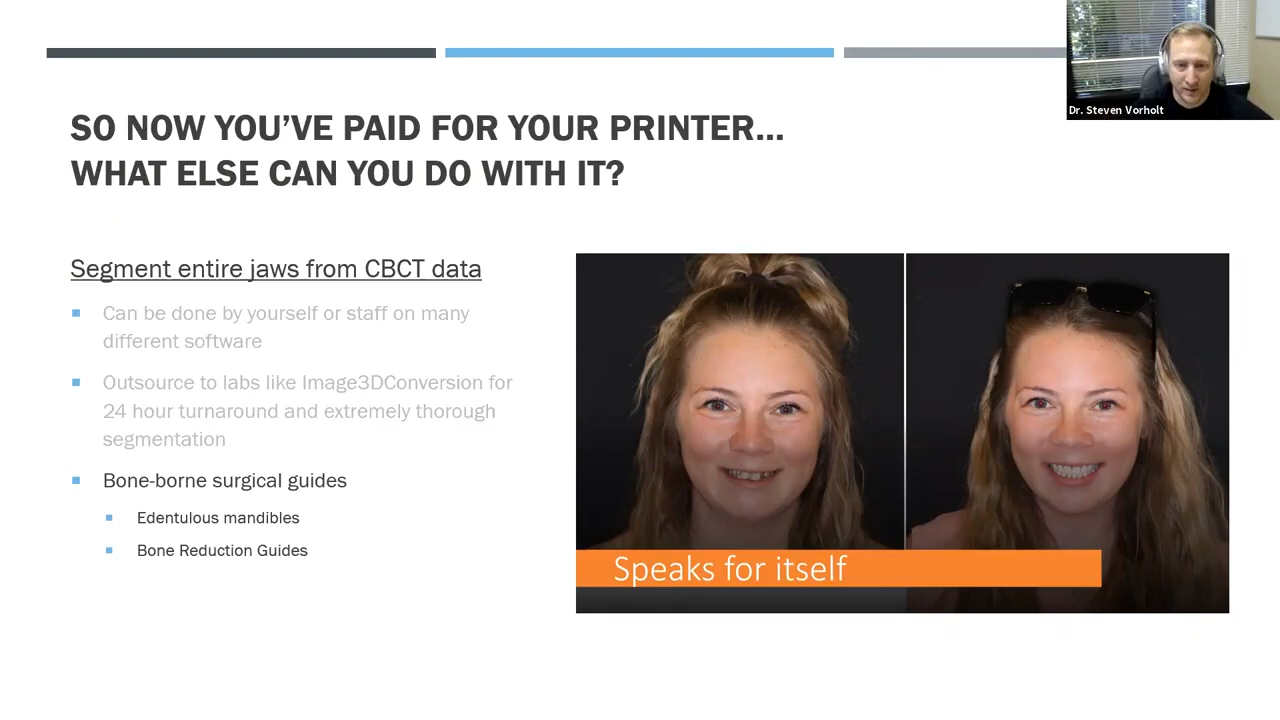 Dr. Steven Vorholt
SO NOW YOU’VE PAID FOR YOUR PRINTER…
WHAT ELSE CAN YOU DO WITH IT?
Segment entire jaws from CBCT data
Can be done by yourself or staff on many
different software
Outsource to labs like Image3DConversion for
24 hour turnaround and extremely thorough
segmentation
Bone-borne surgical guides
Edentulous mandibles
Bone Reduction Guides
Speaks for itself